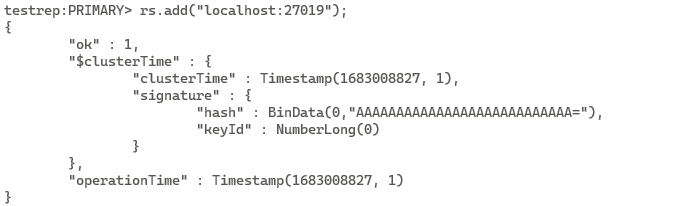 testrep:PRIMARY> rs.add("localhost:27019");
{
        "ok" : 1,
        "$clusterTime" : {
                "clusterTime" : Timestamp(1683008827, 1),
                "signature" : {
                        "hash" : BinData(0,"AAAAAAAAAAAAAAAAAAAAAAAAAAA="),
                        "keyId" : NumberLong(0)
                }
        },
        "operationTime" : Timestamp(1683008827, 1)
}